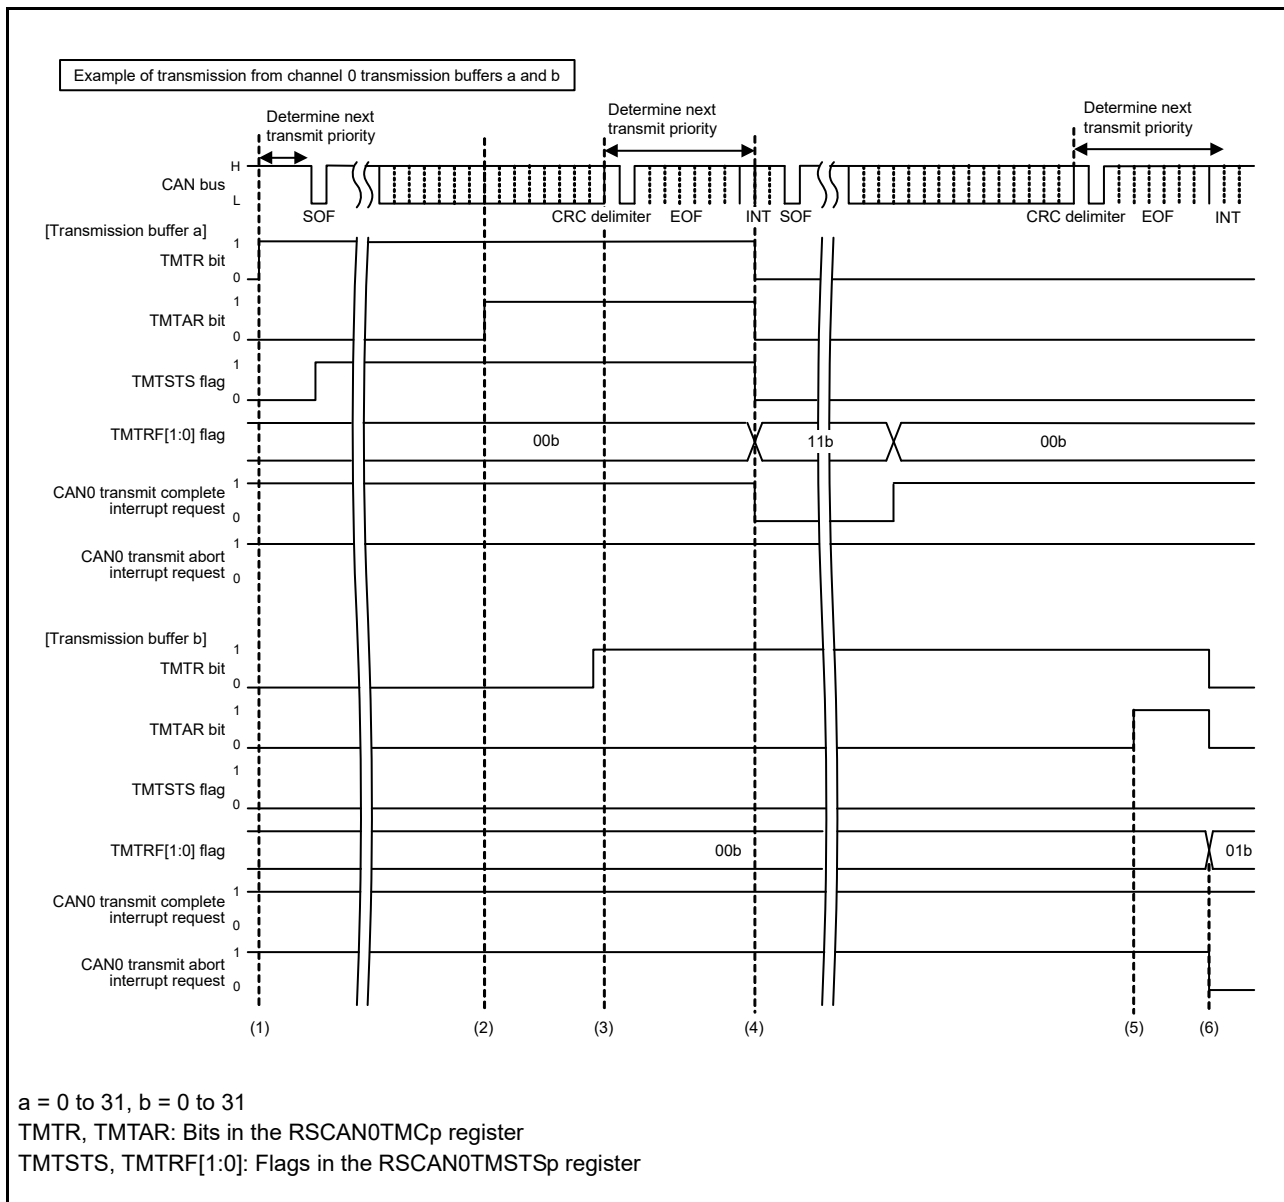 Example of transmission from channel 0 transmission buffers a and b
Determine next
transmit priority
Determine next
transmit priority
Determine next
transmit priority
H
CAN bus
L
SOF
CRC delimiter
EOF
INT
SOF
CRC delimiter
EOF
INT
[Transmission buffer a]
1
TMTR bit
0
1
TMTAR bit
0
1
TMTSTS flag
0
TMTRF[1:0] flag
00b
11b
00b
CAN0 transmit complete
interrupt request
1
0
CAN0 transmit abort
interrupt request
1
0
[Transmission buffer b]
1
TMTR bit
0
1
TMTAR bit
0
1
TMTSTS flag
0
TMTRF[1:0] flag
00b
01b
CAN0 transmit complete
interrupt request
1
0
CAN0 transmit abort
interrupt request
1
0
(1)
(2)
(3)
(4)
(5)
(6)
a = 0 to 31, b = 0 to 31
TMTR, TMTAR: Bits in the RSCAN0TMCp register
TMTSTS, TMTRF[1:0]: Flags in the RSCAN0TMSTSp register